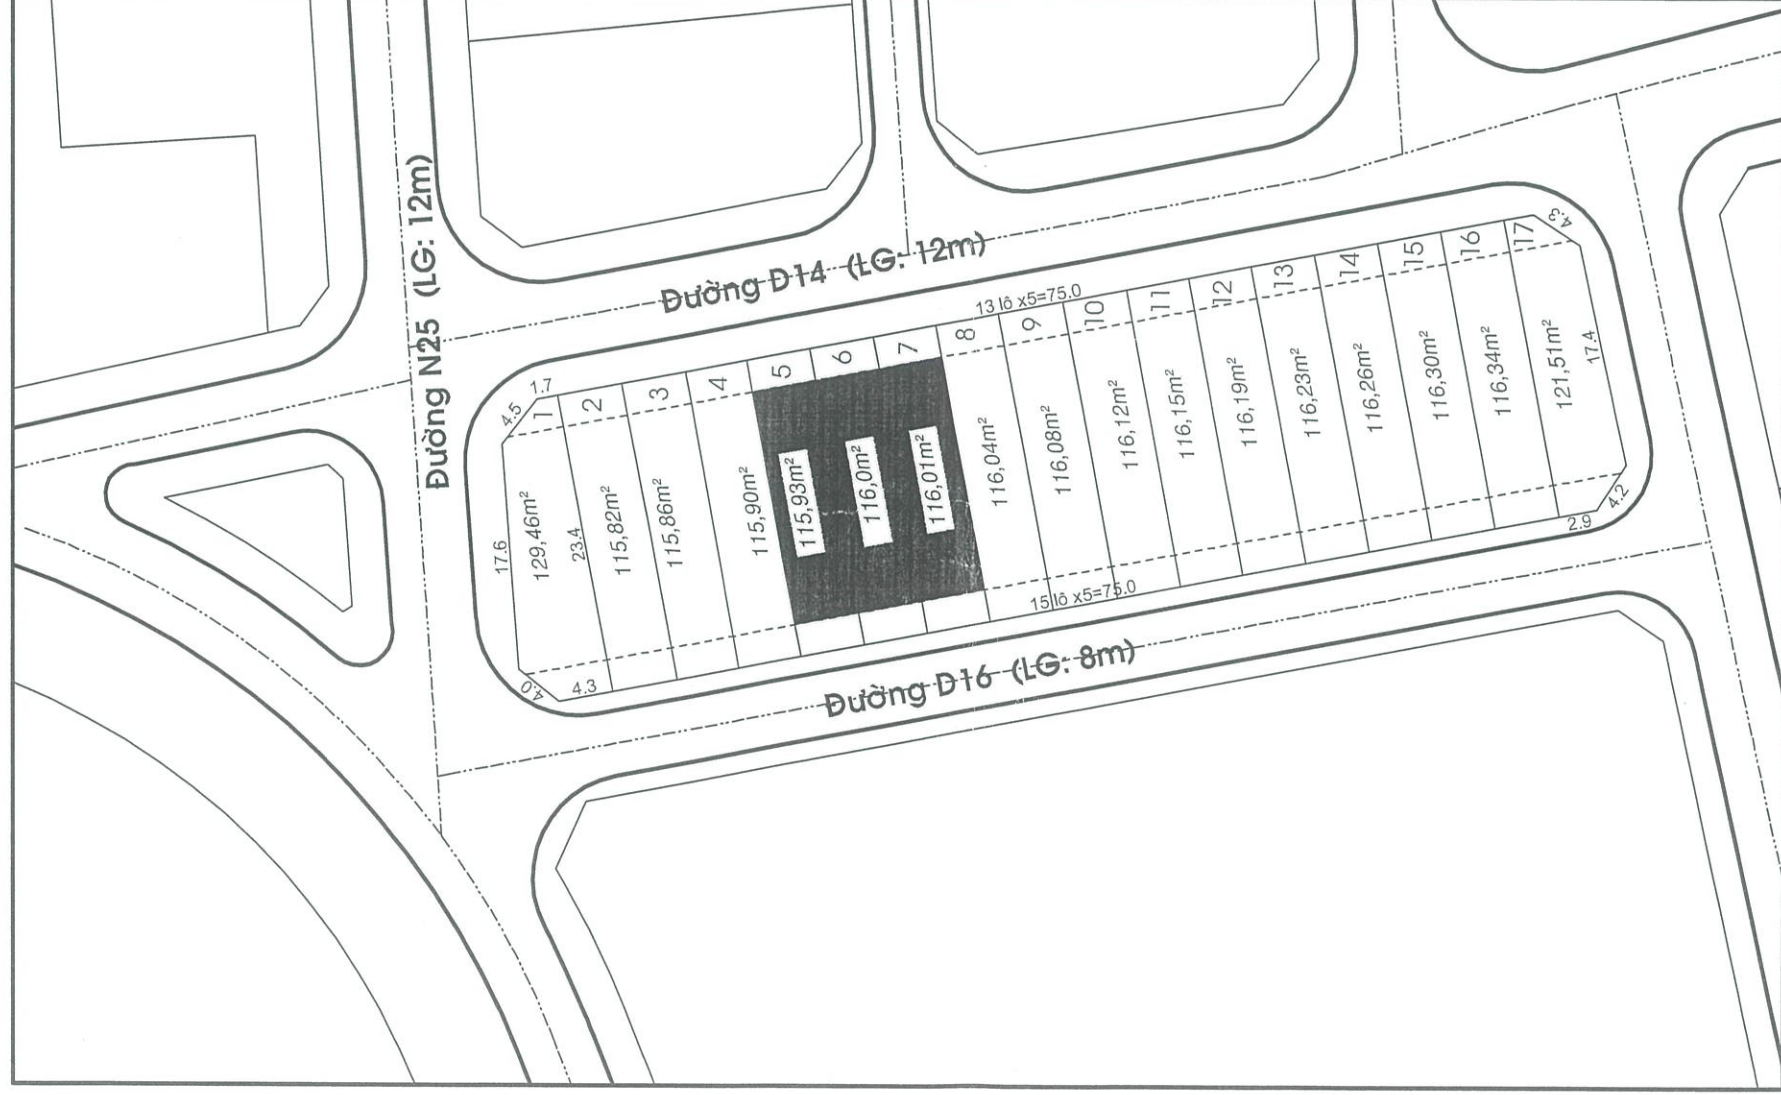 Đường N25 (LG: 12m)
Đường D14 (LG: 12m)
13 lô x5=75.0
1.7
4.5
1
2
3
4
5
6
7
8
9
10
11
12
13
14
15
16
17
4.3
17.6
129,46m²
23.4
115,82m²
115,86m²
115,90m²
115,93m²
116,0m²
116,01m²
116,04m²
116,08m²
116,12m²
116,15m²
116,19m²
116,23m²
116,26m²
116,30m²
116,34m²
121,51m²
17.4
4.0
4.3
15 lô x5=75.0
2.9
4.2
Đường D16 (LG: 8m)